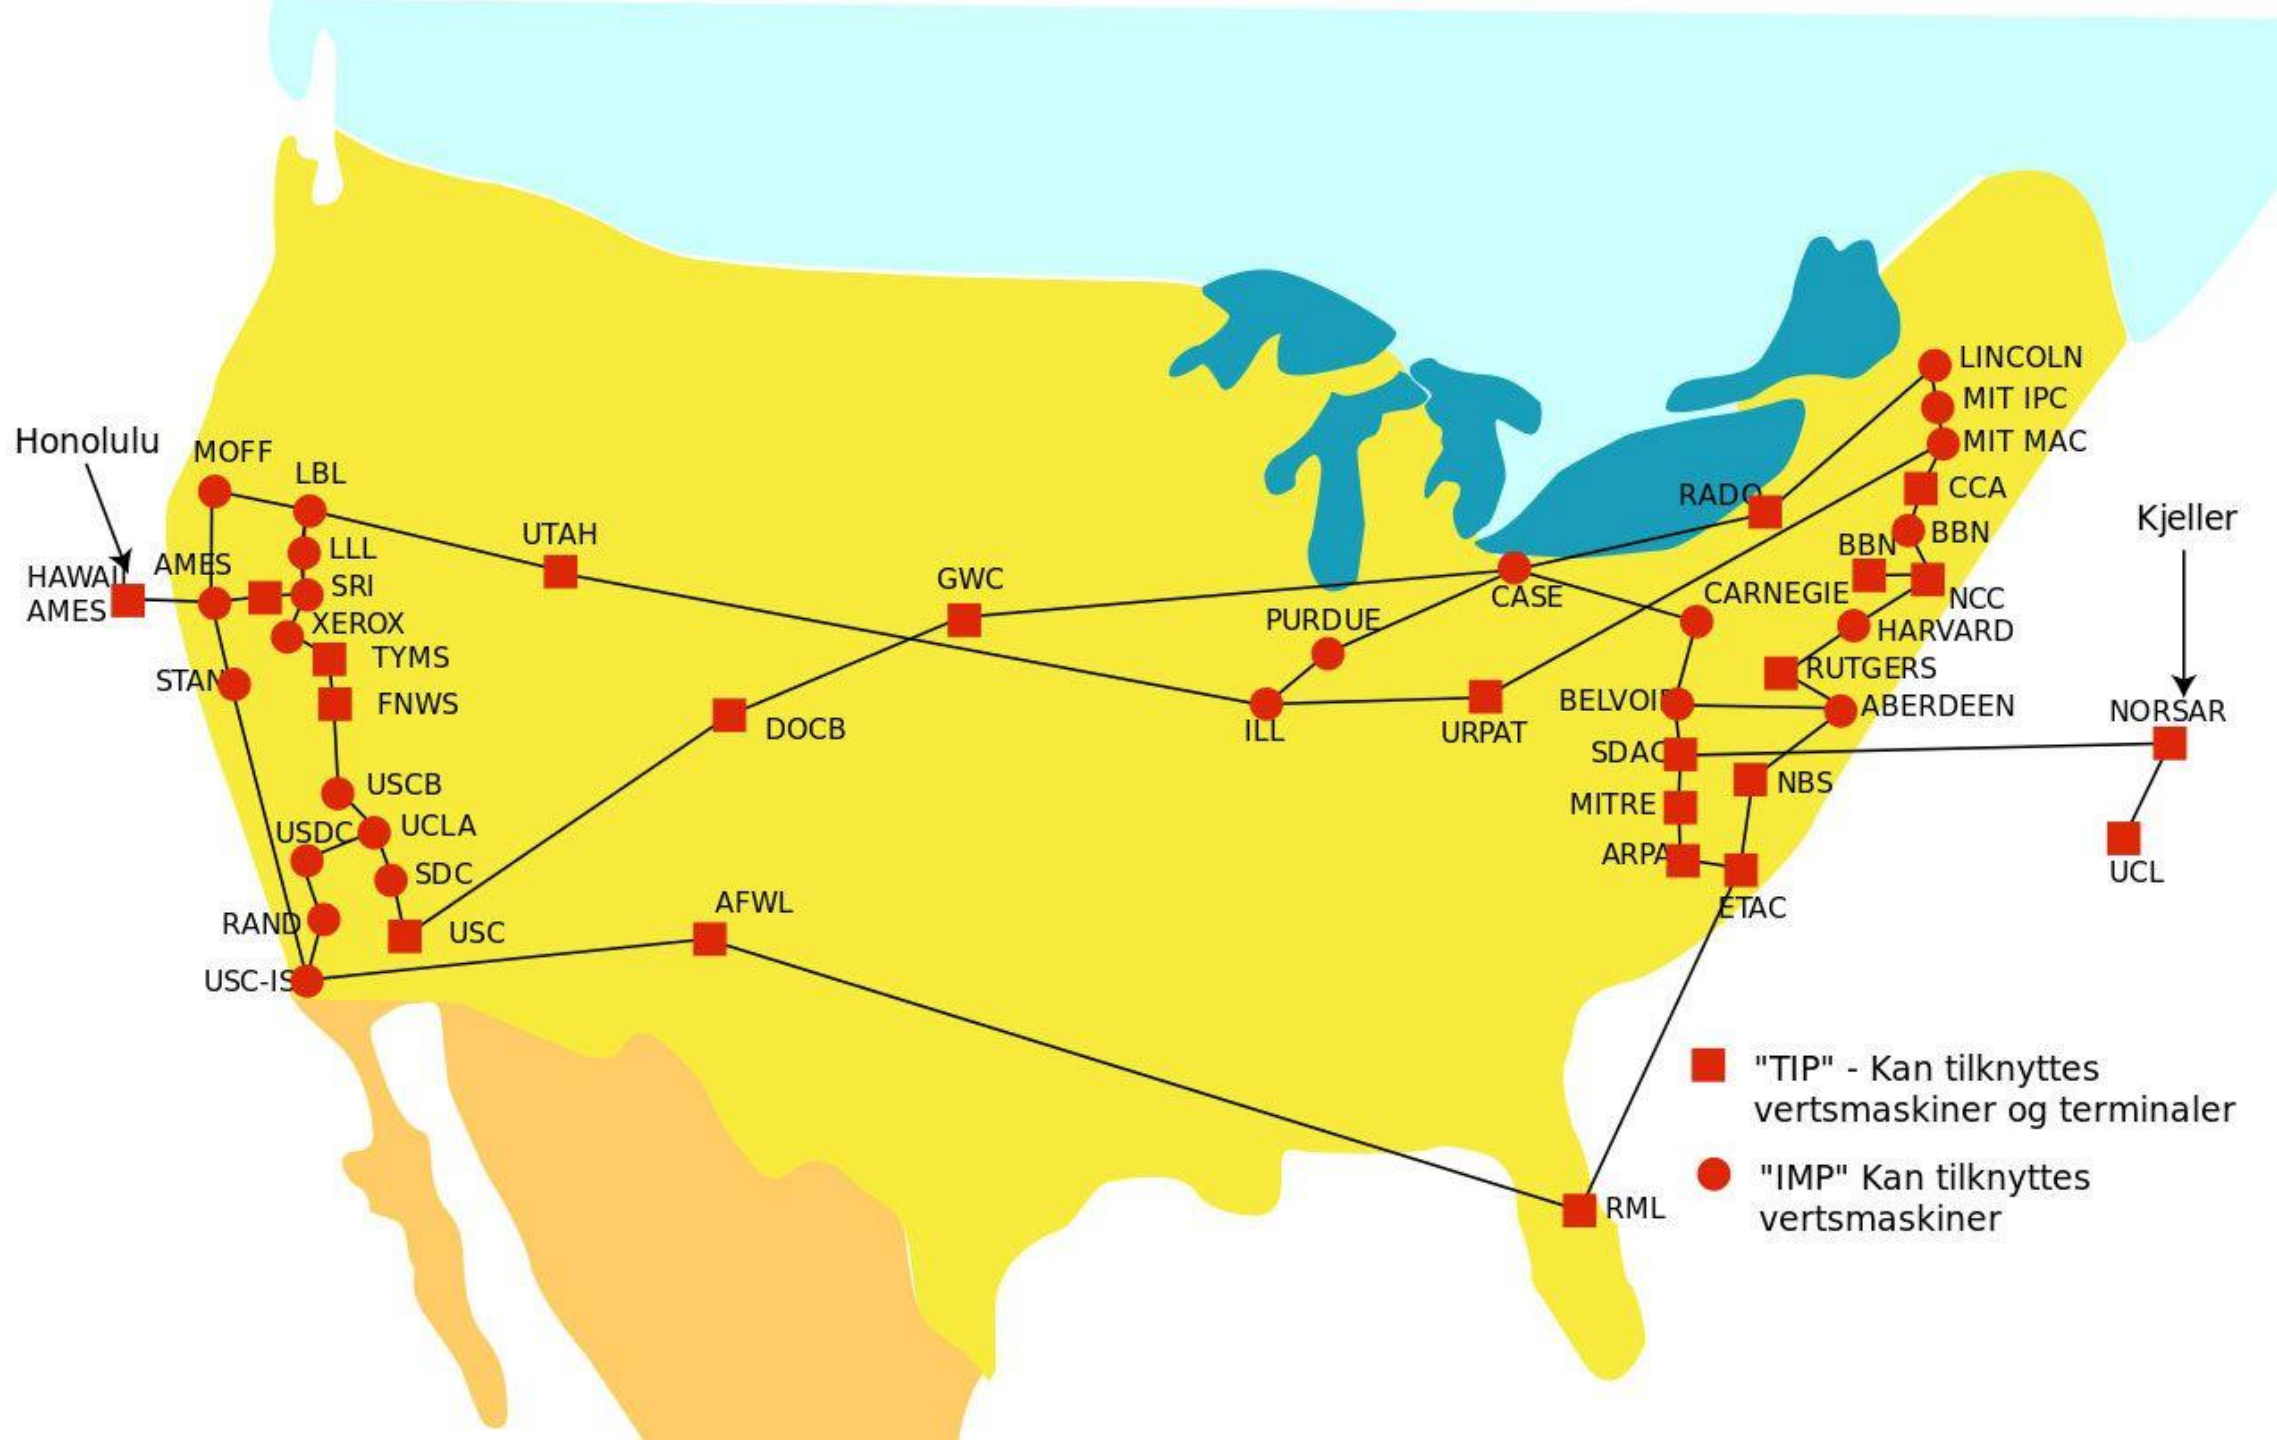 Honolulu
MOFF
LBL
HAWAII
AMES
AMES
LLL
SRI
XEROX
TYMS
STAN
FNWS
USCB
USDC
UCLA
SDC
RAND
USC
USC-IS
UTAH
GWC
DOCB
AFWL
PURDUE
CASE
ILL
URPAT
RADO
CARNEGIE
LINCOLN
MIT IPC
MIT MAC
CCA
BBN
BBN
NCC
HARVARD
RUTGERS
BELVOIR
ABERDEEN
SDAC
NBS
MITRE
ARPA
ETAC
RML
Kjeller
NORSAR
UCL
"TIP" - Kan tilknyttes
vertsmaskiner og terminaler
"IMP" Kan tilknyttes
vertsmaskiner